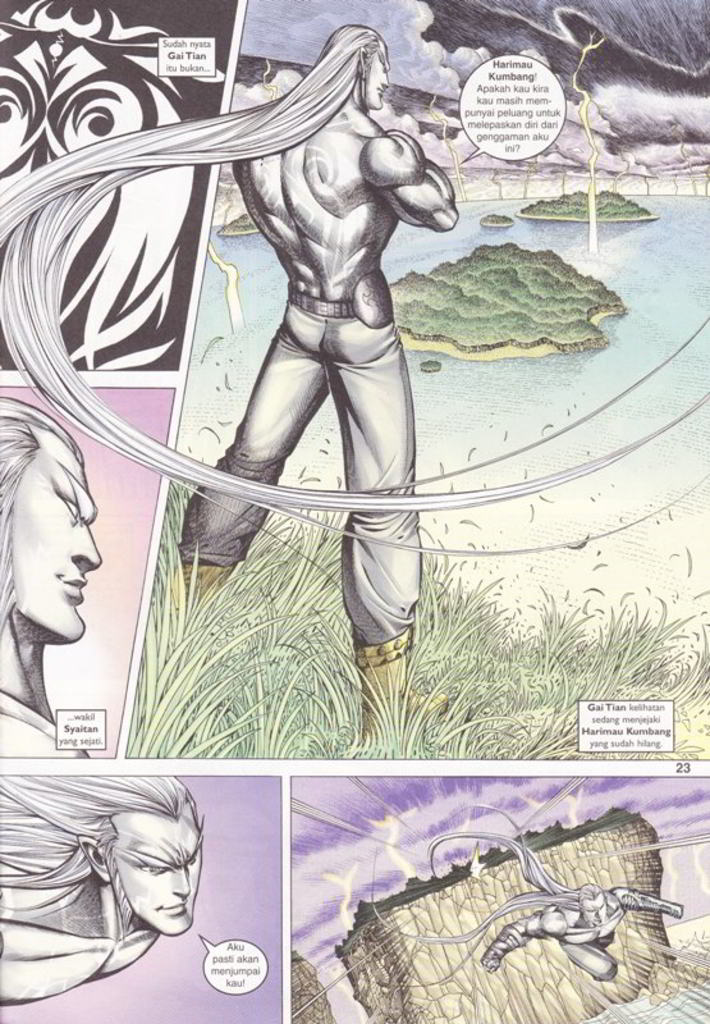 Sudah nyata
Gai Tian
itu bukan...
Harimau
Kumbang!
Apakah kau kira
kau masih mem-
punyai peluang untuk
melepaskan diri dari
genggaman aku
ini?
...wakil
Syaitan
yang sejati.
Gai Tian kelihatan
sedang menjejaki
Harimau Kumbang
yang sudah hilang.
23
Aku
pasti akan
menjumpai
kau!